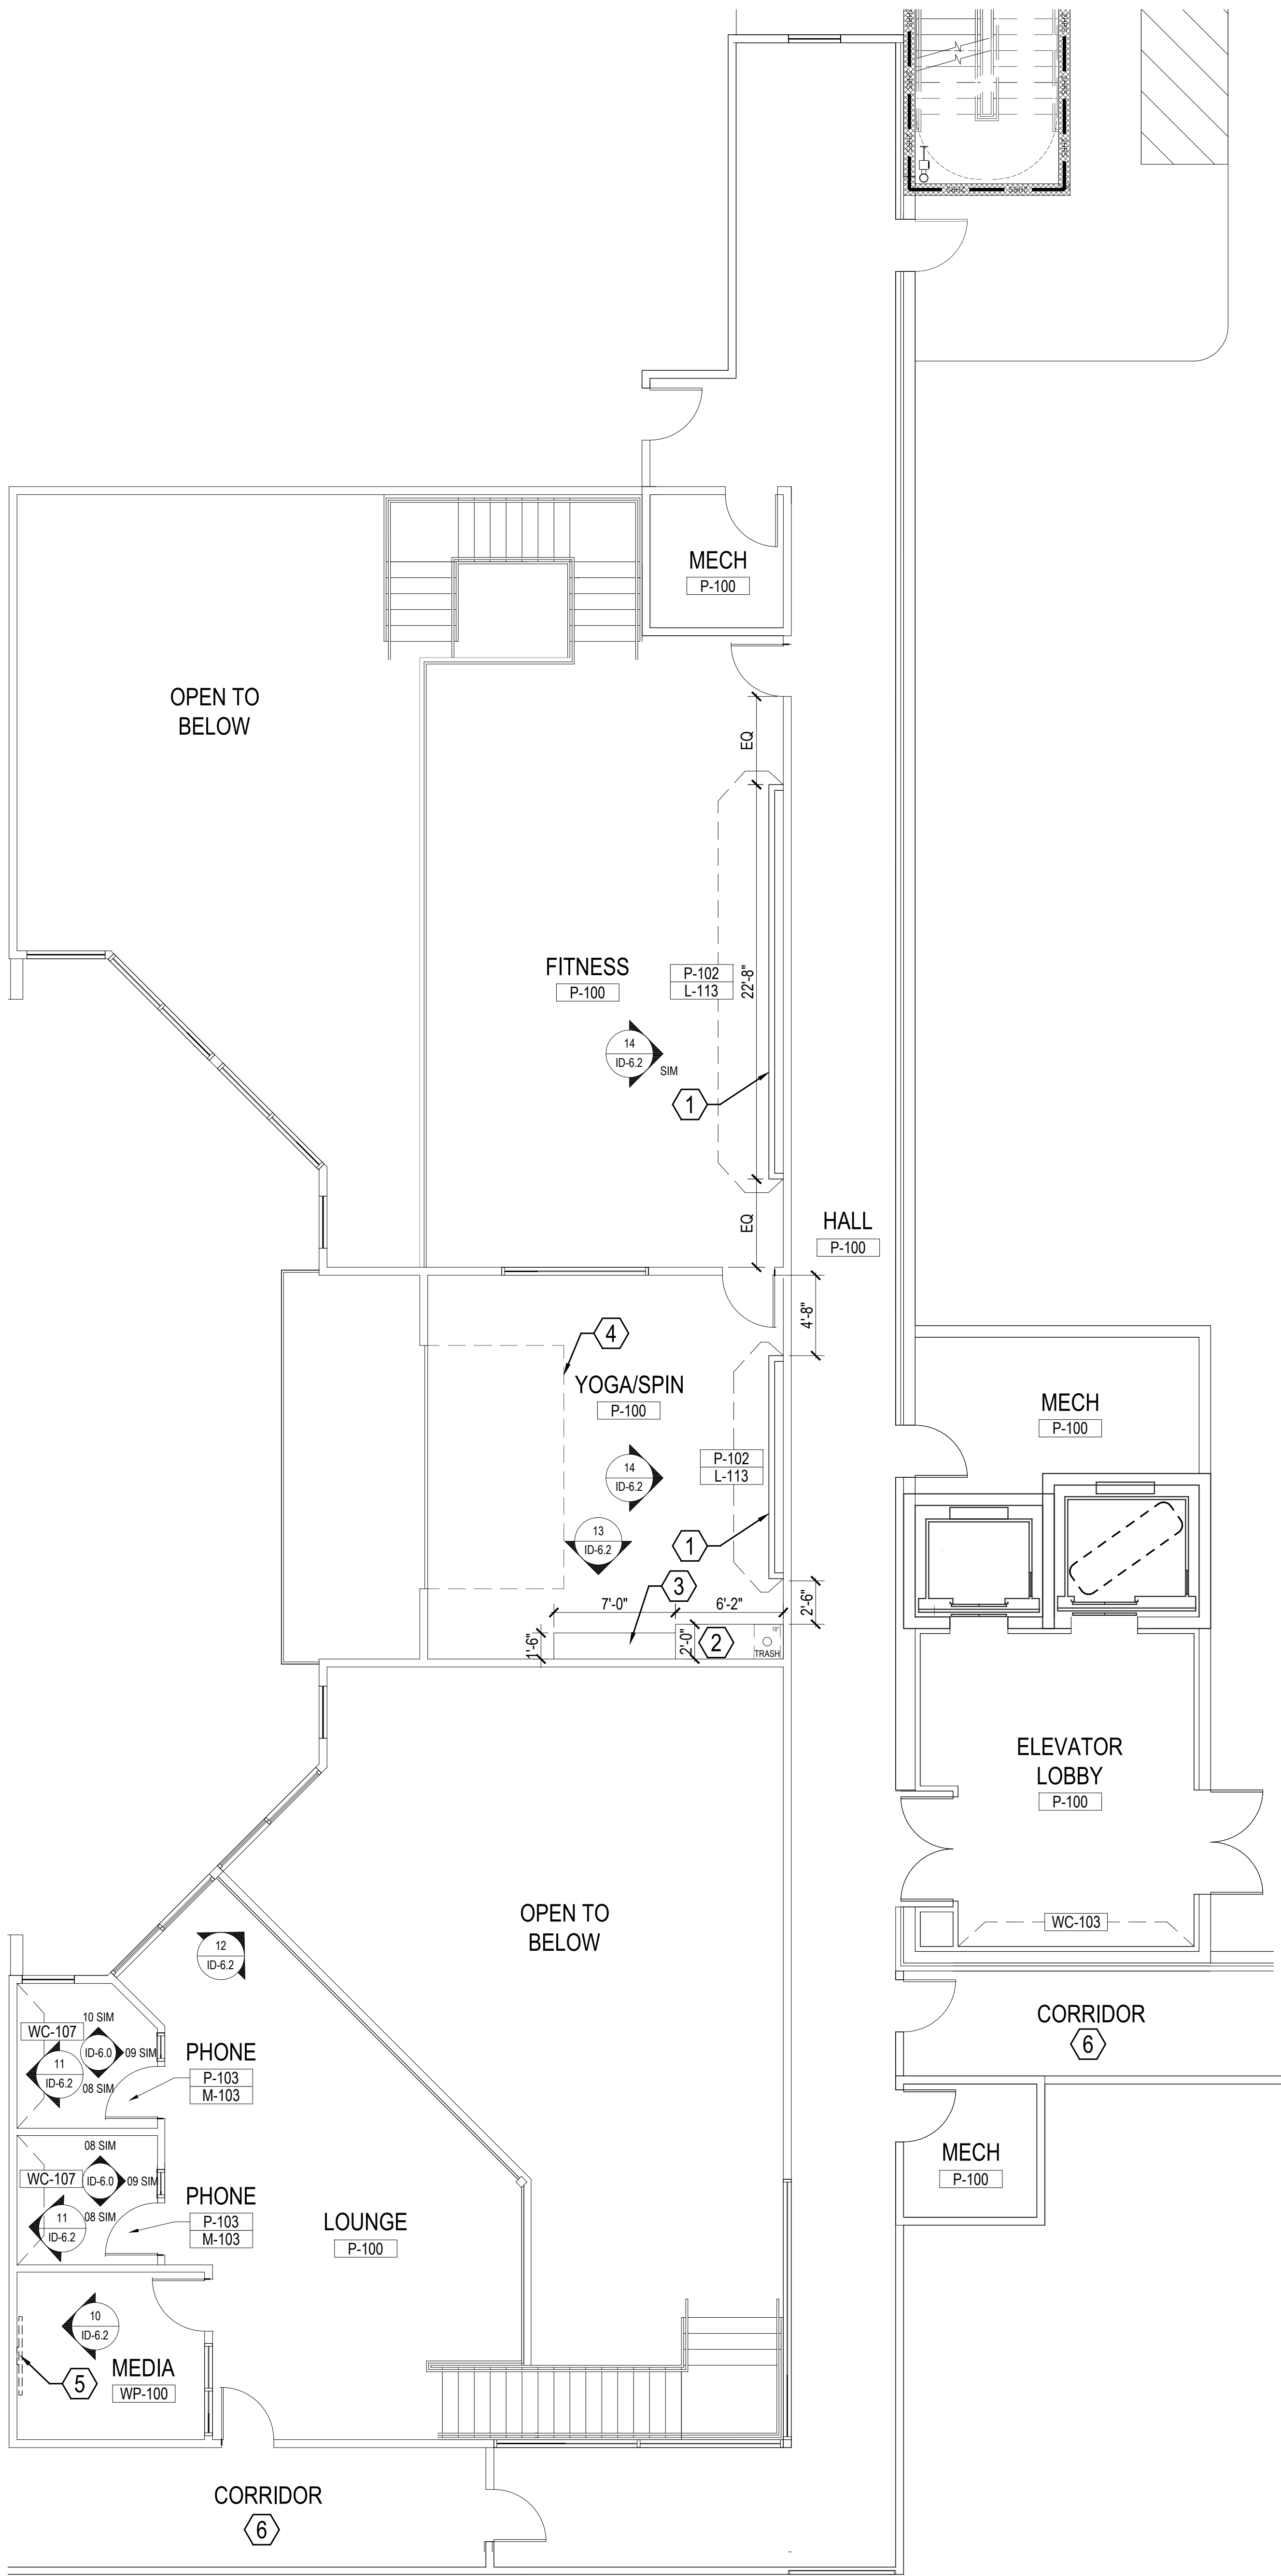 MECH
P-100
OPEN TO
BELOW
EQ
FITNESS
P-100
P-102
L-113
22'-8"
14
ID-6.2
SIM
1
EQ
HALL
P-100
4'-8"
4
YOGA/SPIN
P-100
MECH
P-100
P-102
L-113
14
ID-6.2
13
ID-6.2
1
3
7'-0"
6'-2"
2'-6"
1'-6"
2'-0"
2
18"
TRASH
ELEVATOR
LOBBY
P-100
OPEN TO
BELOW
WC-103
12
ID-6.2
CORRIDOR
6
10 SIM
WC-107
ID-6.0
09 SIM
11
ID-6.2
08 SIM
PHONE
P-103
M-103
08 SIM
WC-107
ID-6.0
09 SIM
11
ID-6.2
08 SIM
PHONE
P-103
M-103
MECH
P-100
LOUNGE
P-100
10
ID-6.2
5
MEDIA
WP-100
CORRIDOR
6